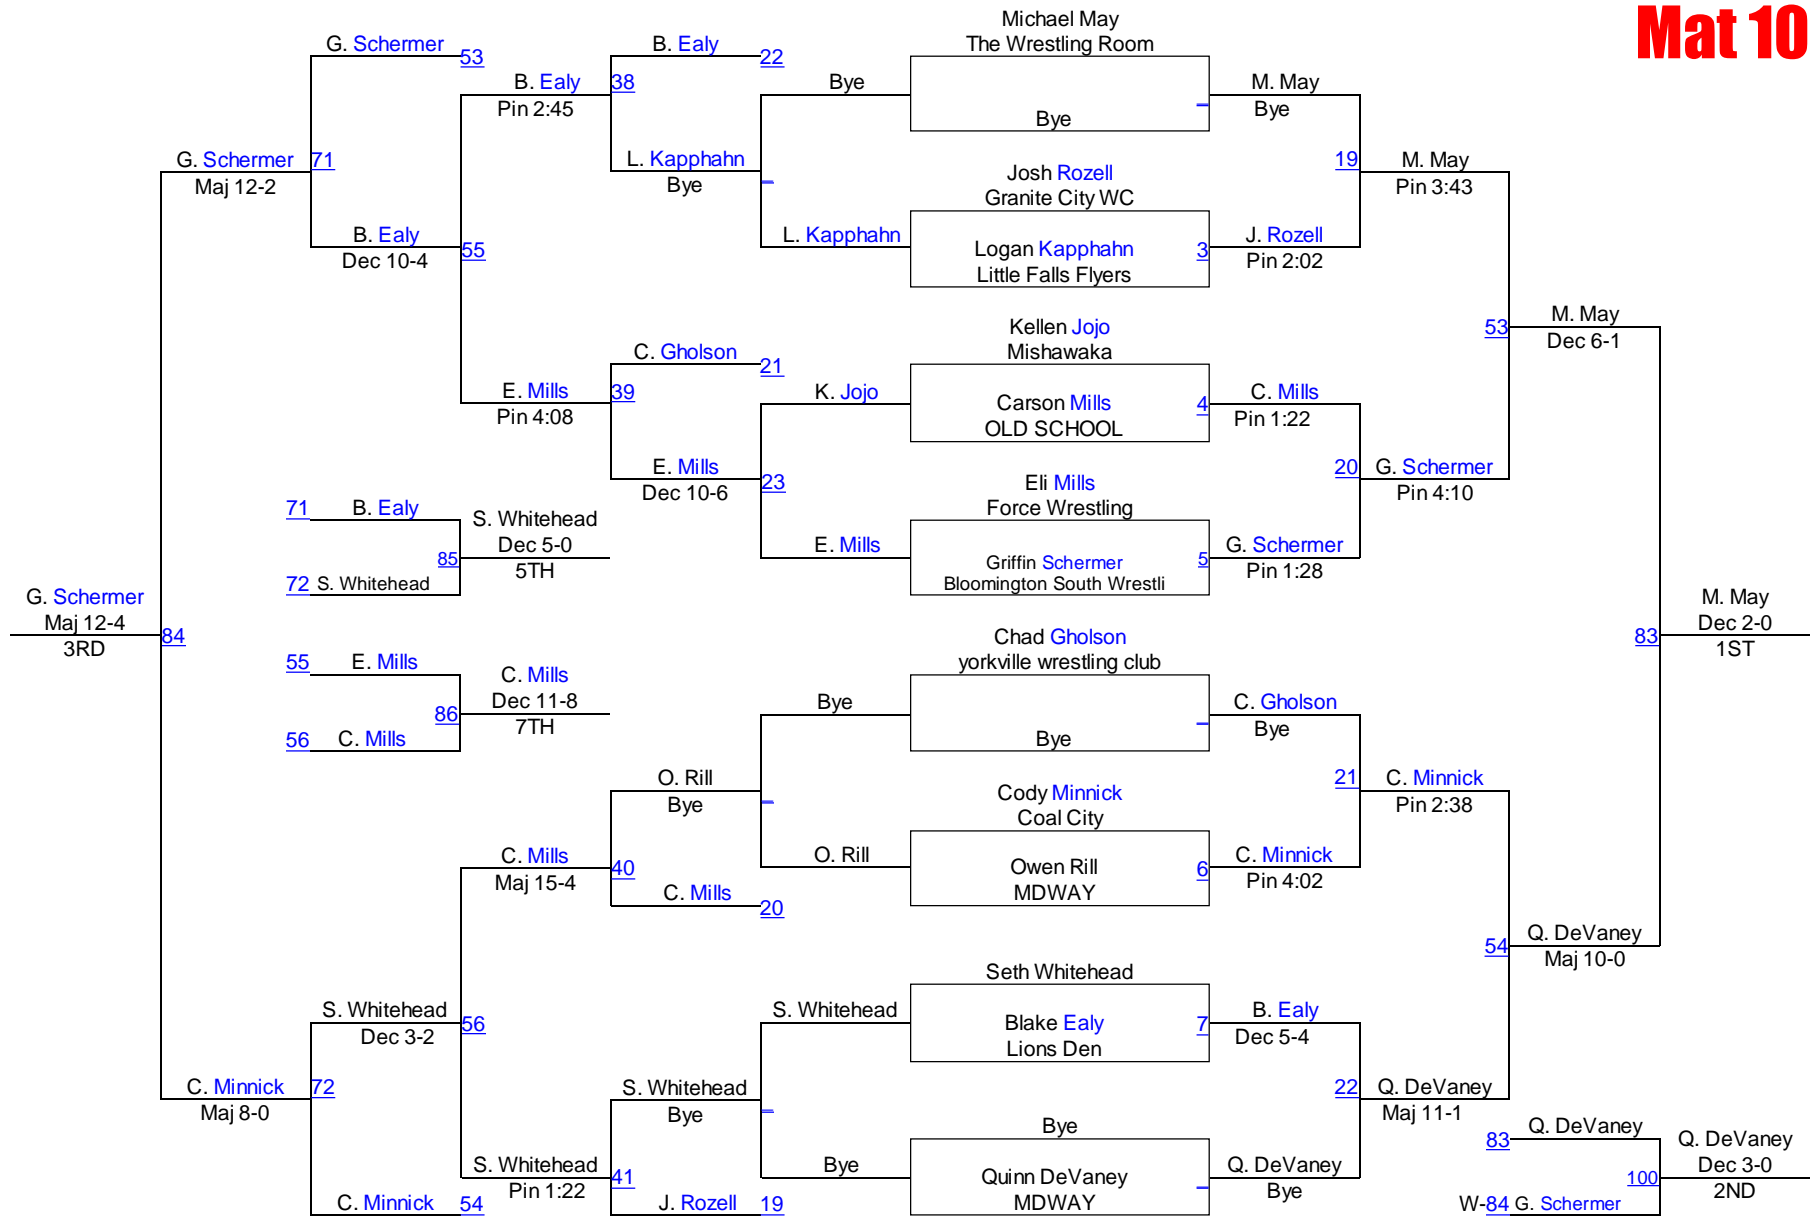 Mat 10
Michael May
The Wrestling Room
G. Schermer
53
B. Ealy
22
B. Ealy
38
Pin 2:45
Bye
Bye
M. May
Bye
G. Schermer
71
Maj 12-2
L. Kapphahn
Bye
Josh Rozell
Granite City WC
19
M. May
Pin 3:43
B. Ealy
55
Dec 10-4
L. Kapphahn
Logan Kapphahn
3
Little Falls Flyers
J. Rozell
Pin 2:02
Kellen Jojo
Mishawaka
53
M. May
Dec 6-1
C. Gholson
21
E. Mills
39
Pin 4:08
K. Jojo
Carson Mills
4
OLD SCHOOL
C. Mills
Pin 1:22
E. Mills
23
Dec 10-6
Eli Mills
Force Wrestling
20
G. Schermer
Pin 4:10
71
B. Ealy
S. Whitehead
Dec 5-0
85
5TH
72 S. Whitehead
E. Mills
Griffin Schermer
5
Bloomington South Wrestli
G. Schermer
Pin 1:28
G. Schermer
Maj 12-4
84
3RD
M. May
Dec 2-0
83
1ST
Chad Gholson
yorkville wrestling club
55
E. Mills
C. Mills
Dec 11-8
86
7TH
56
C. Mills
Bye
Bye
C. Gholson
Bye
O. Rill
Bye
Cody Minnick
Coal City
21
C. Minnick
Pin 2:38
C. Mills
40
Maj 15-4
C. Mills
20
O. Rill
Owen Rill
6
MDWAY
C. Minnick
Pin 4:02
54
Q. DeVaney
Maj 10-0
Seth Whitehead
S. Whitehead
56
Dec 3-2
S. Whitehead
Blake Ealy
7
Lions Den
B. Ealy
Dec 5-4
C. Minnick
72
Maj 8-0
S. Whitehead
Bye
22
Q. DeVaney
Maj 11-1
Bye
S. Whitehead
41
Pin 1:22
Bye
Quinn DeVaney
MDWAY
Q. DeVaney
Bye
83
Q. DeVaney
Q. DeVaney
Dec 3-0
100
2ND
C. Minnick
54
J. Rozell
19
W-84 G. Schermer